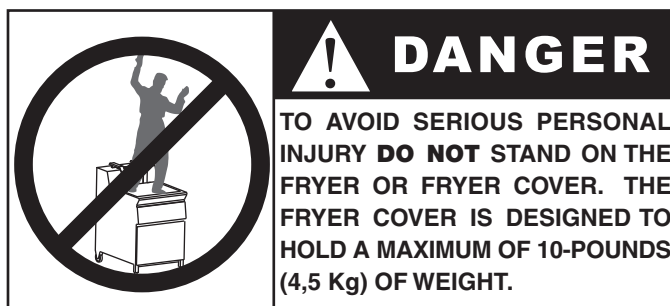 DANGER
TO AVOID SERIOUS PERSONAL
INJURY DO NOT STAND ON THE
FRYER OR FRYER COVER. THE
FRYER COVER IS DESIGNED TO
HOLD A MAXIMUM OF 10-POUNDS
(4,5 Kg) OF WEIGHT.